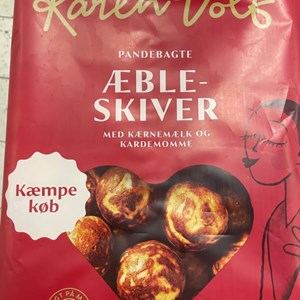 Karen Volf
PANDEBAGTE
ÆBLE-
SKIVER
MED KÆRNEMÆLK OG
KARDEMOMME
Kæmpe
køb